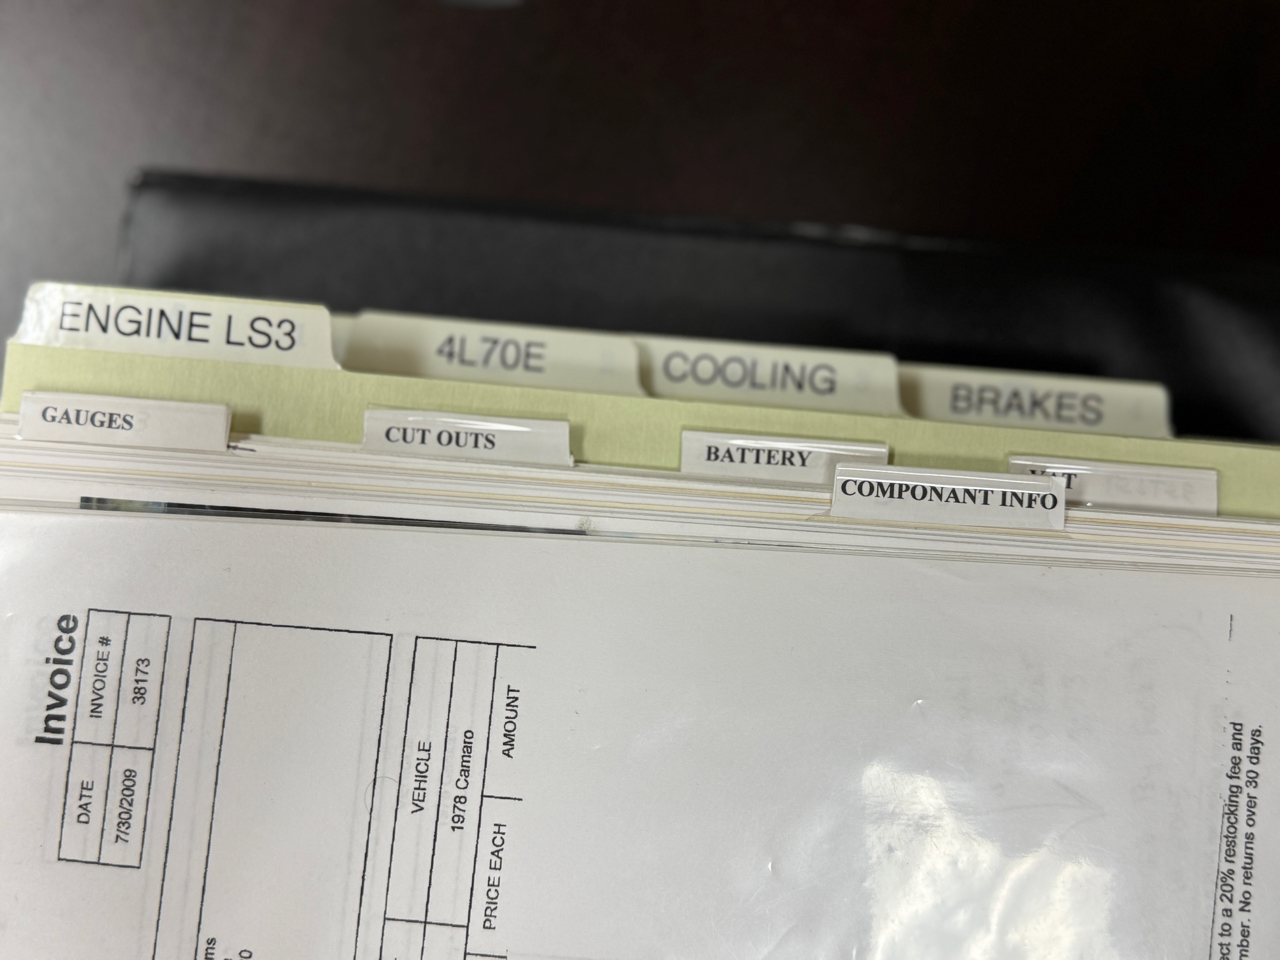 ENGINE LS3
4L70E
COOLING
BRAKES
GAUGES
CUT OUTS
BATTERY
COMPONANT INFO
Invoice
DATE
INVOICE #
7/30/2009
38173
VEHICLE
1978 Camaro
PRICE EACH
AMOUNT
ect to a 20% restocking fee and
mber. No returns over 30 days.